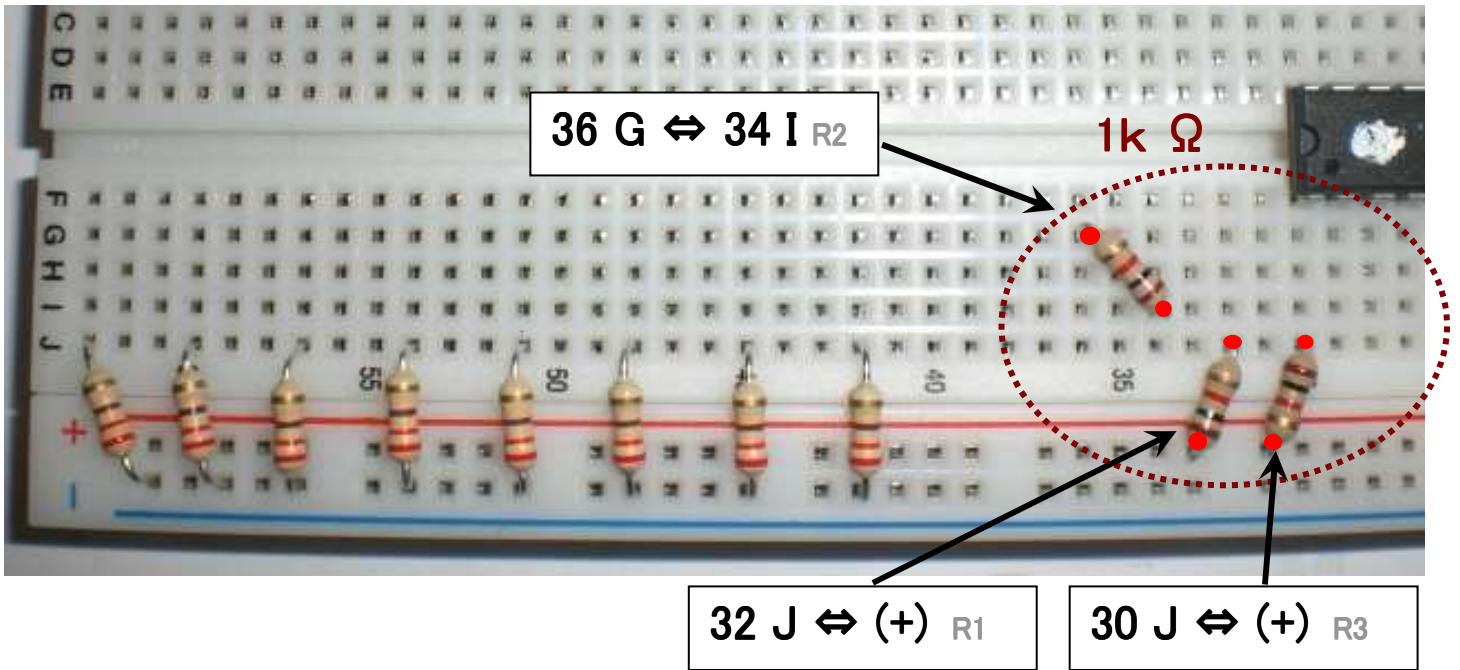 C
D
E
36 G ⇔ 34 I R2
1k Ω
F
G
H
I
J
55
50
40
35
+
−
32 J ⇔ (+) R1
30 J ⇔ (+) R3